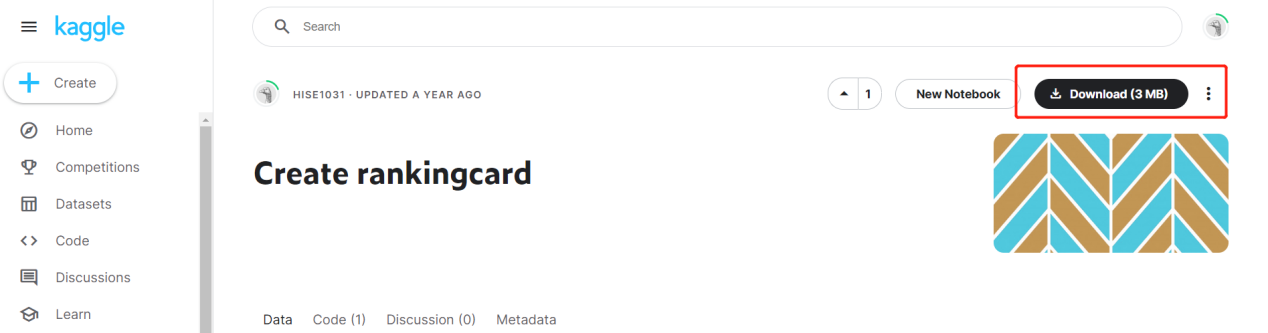 kaggle
Search
Create
HISE1031 · UPDATED A YEAR AGO
1
New Notebook
Download (3 MB)
Home
Competitions
Create rankingcard
Datasets
Code
Discussions
Learn
Data
Code (1)
Discussion (0)
Metadata